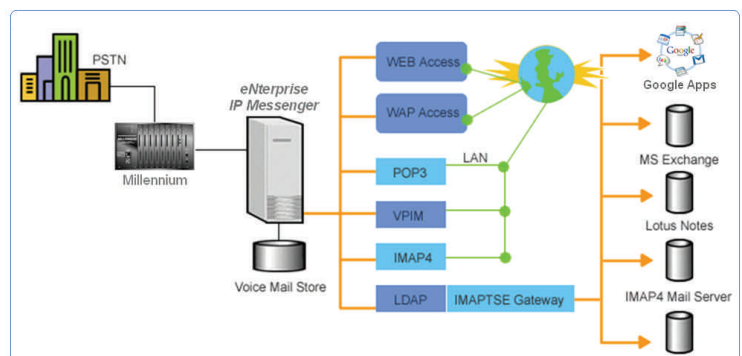 PSTN
eNterprise
IP Messenger
Millennium
Voice Mail Store
WEB Access
WAP Access
POP3
LAN
VPIM
IMAP4
LDAP
IMAPTSE Gateway
Google
Google Apps
MS Exchange
Lotus Notes
IMAP4 Mail Server